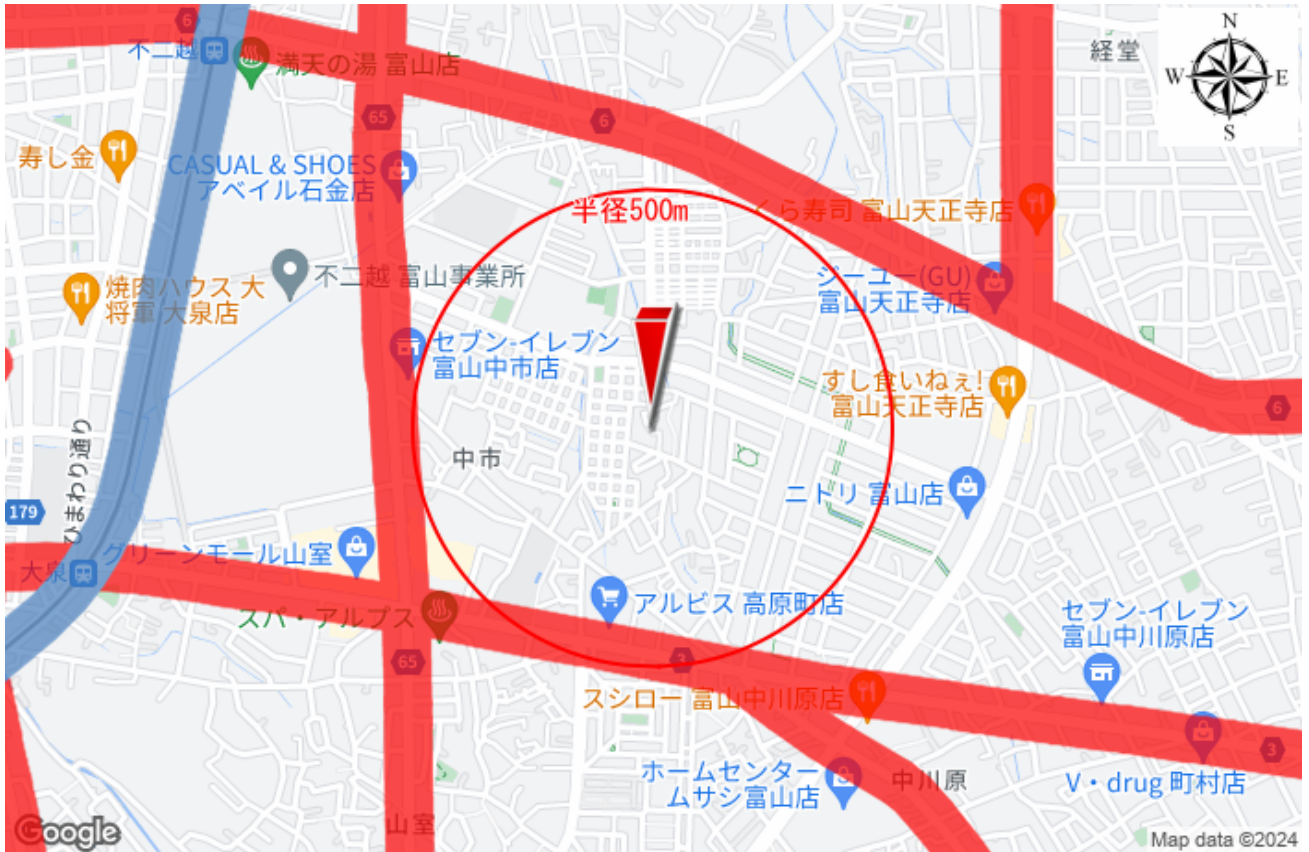 6
不二越
満天の湯 富山店
経堂
N
W
E
S
65
6
寿し金
CASUAL & SHOES
アベイル石金店
半径500m
くら寿司 富山天正寺店
不二越 富山事業所
焼肉ハウス 大
将軍 大泉店
ジーユー(GU)
富山天正寺店
セブン-イレブン
富山中市店
すし食いねぇ!
富山天正寺店
6
ひまわり通り
中市
179
ニトリ 富山店
グリーンモール山室
大泉
アルビス 高原町店
スパ・アルプス
セブン-イレブン
富山中川原店
65
3
スシロー 富山中川原店
3
ホームセンター
ムサシ富山店
中川原
V・drug 町村店
山室
Google
Map data ©2024